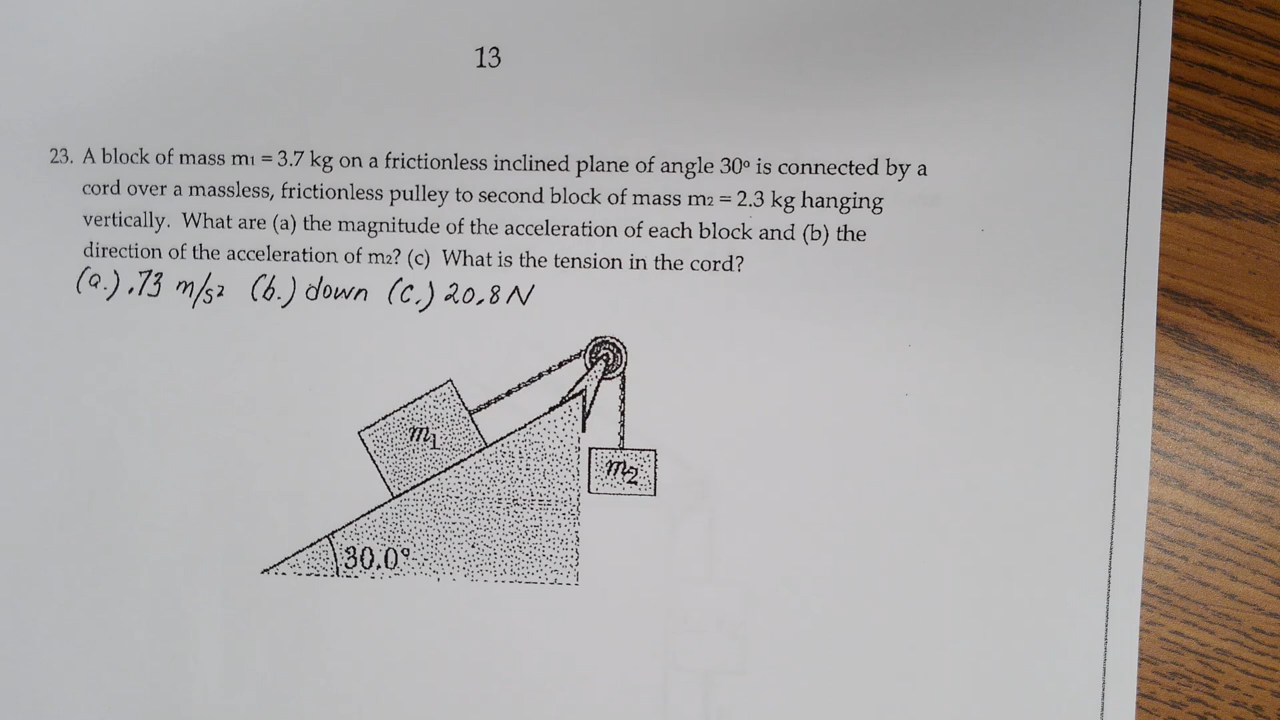 13
23. A block of mass m1 = 3.7 kg on a frictionless inclined plane of angle 30º is connected by a
cord over a massless, frictionless pulley to second block of mass m2 = 2.3 kg hanging
vertically. What are (a) the magnitude of the acceleration of each block and (b) the
direction of the acceleration of m2? (c) What is the tension in the cord?
(a.) .73 m/s2 (b.) down (c.) 20.8 N
m1
m2
30.0°